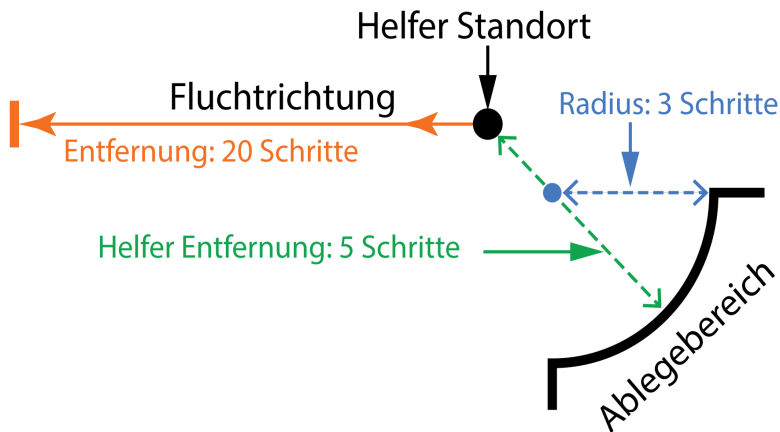 Helfer Standort
Fluchtrichtung
Radius: 3 Schritte
Entfernung: 20 Schritte
Helfer Entfernung: 5 Schritte
Ablegebereich